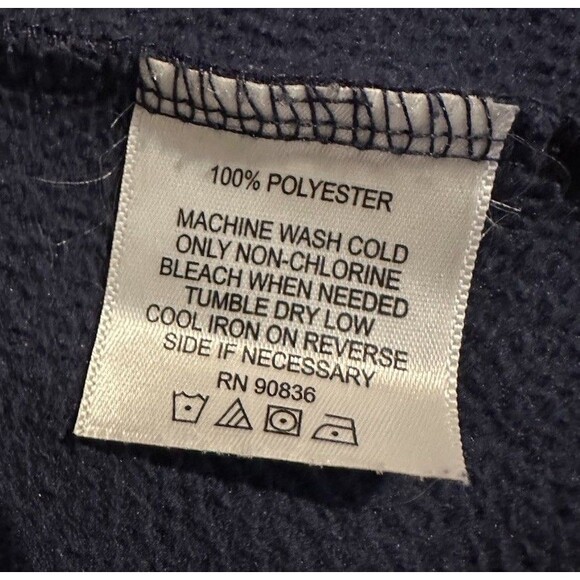 100% POLYESTER
MACHINE WASH COLD
ONLY NON-CHLORINE
BLEACH WHEN NEEDED
TUMBLE DRY LOW
COOL IRON ON REVERSE
SIDE IF NECESSARY
RN 90836